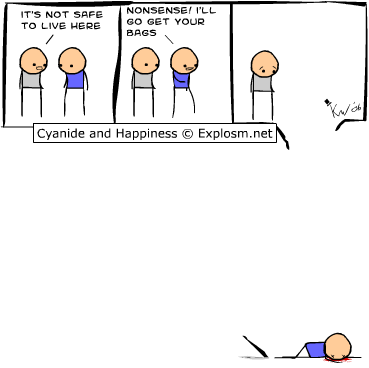 IT'S NOT SAFE
TO LIVE HERE
NONSENSE! I'LL
GO GET YOUR
BAGS
Cyanide and Happiness © Explosm.net